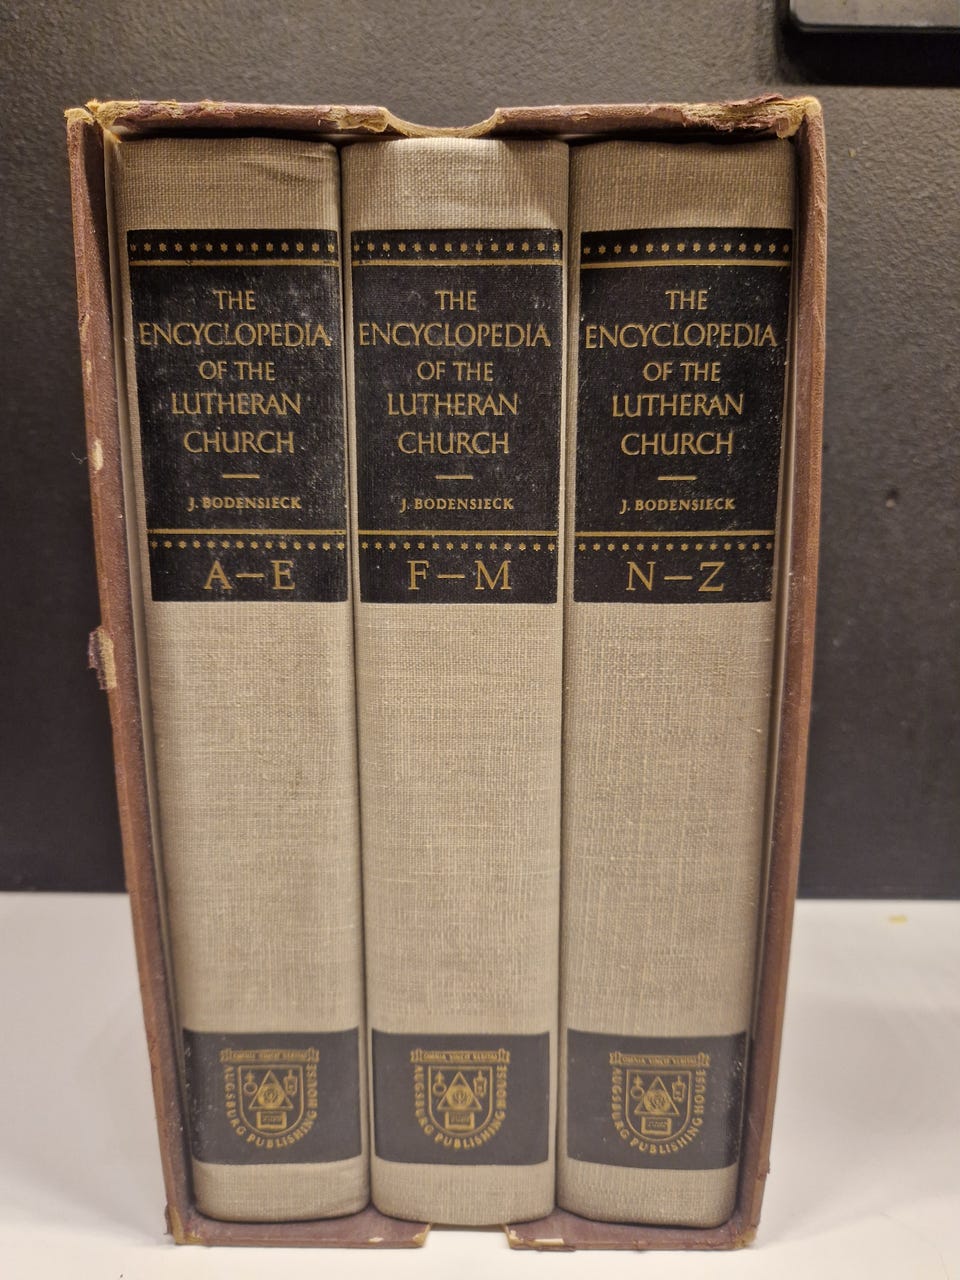 THE
ENCYCLOPEDIA
OF THE
LUTHERAN
CHURCH
J. BODENSIECK
A–E
OMNIA VINCIT VERITAS
AUGSBURG PUBLISHING HOUSE
THE
ENCYCLOPEDIA
OF THE
LUTHERAN
CHURCH
J. BODENSIECK
F–M
OMNIA VINCIT VERITAS
AUGSBURG PUBLISHING HOUSE
THE
ENCYCLOPEDIA
OF THE
LUTHERAN
CHURCH
J. BODENSIECK
N–Z
OMNIA VINCIT VERITAS
AUGSBURG PUBLISHING HOUSE